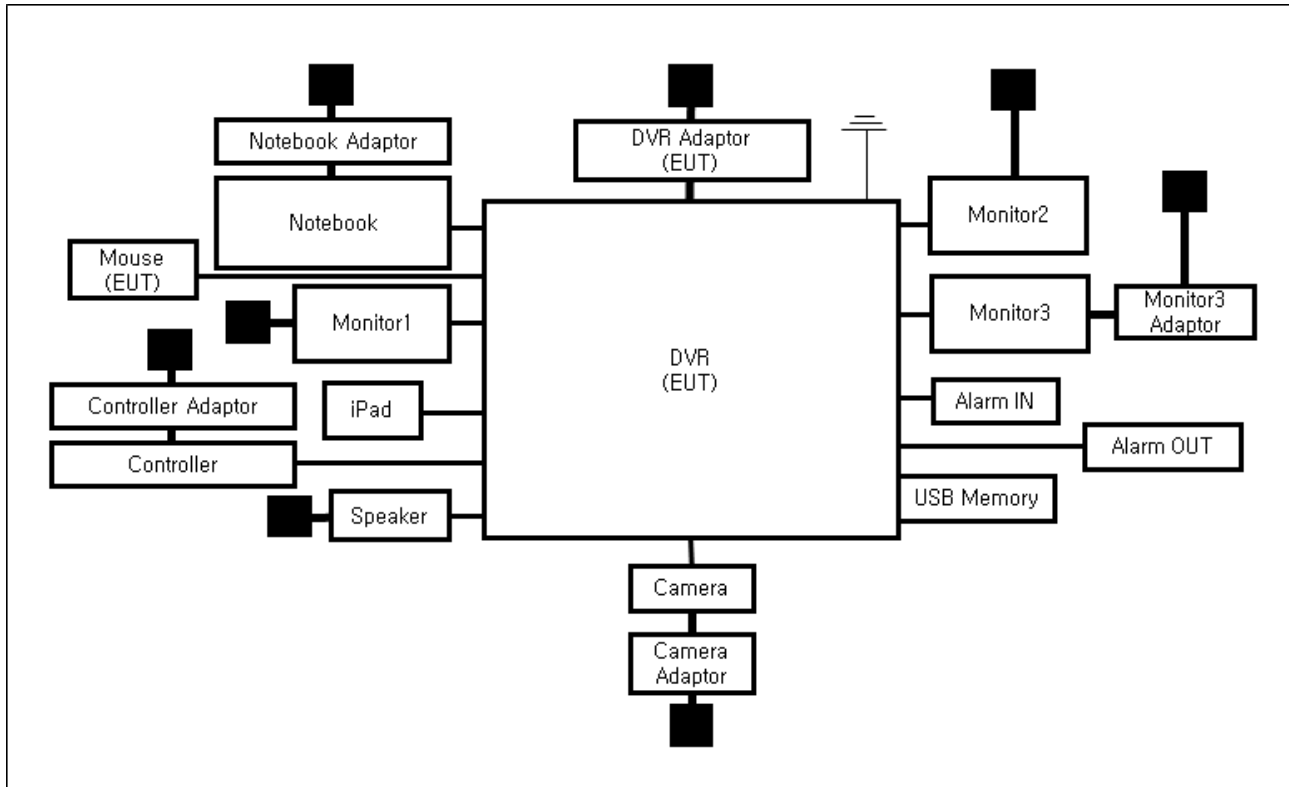 Notebook Adaptor
DVR Adaptor
(EUT)
Notebook
Monitor2
Mouse
(EUT)
Monitor1
Monitor3
Monitor3
Adaptor
DVR
(EUT)
Controller Adaptor
iPad
Alarm IN
Controller
Alarm OUT
Speaker
USB Memory
Camera
Camera
Adaptor